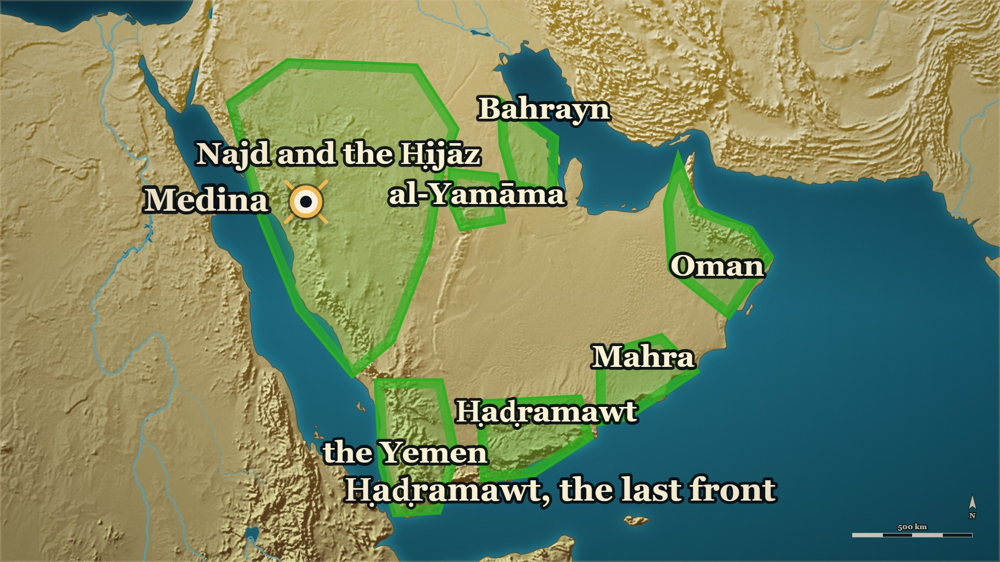 Bahrayn
Najd and the Ḥijāz
Medina
al-Yamāma
Oman
Mahra
Ḥaḍramawt
the Yemen
Ḥaḍramawt, the last front
N
500 km